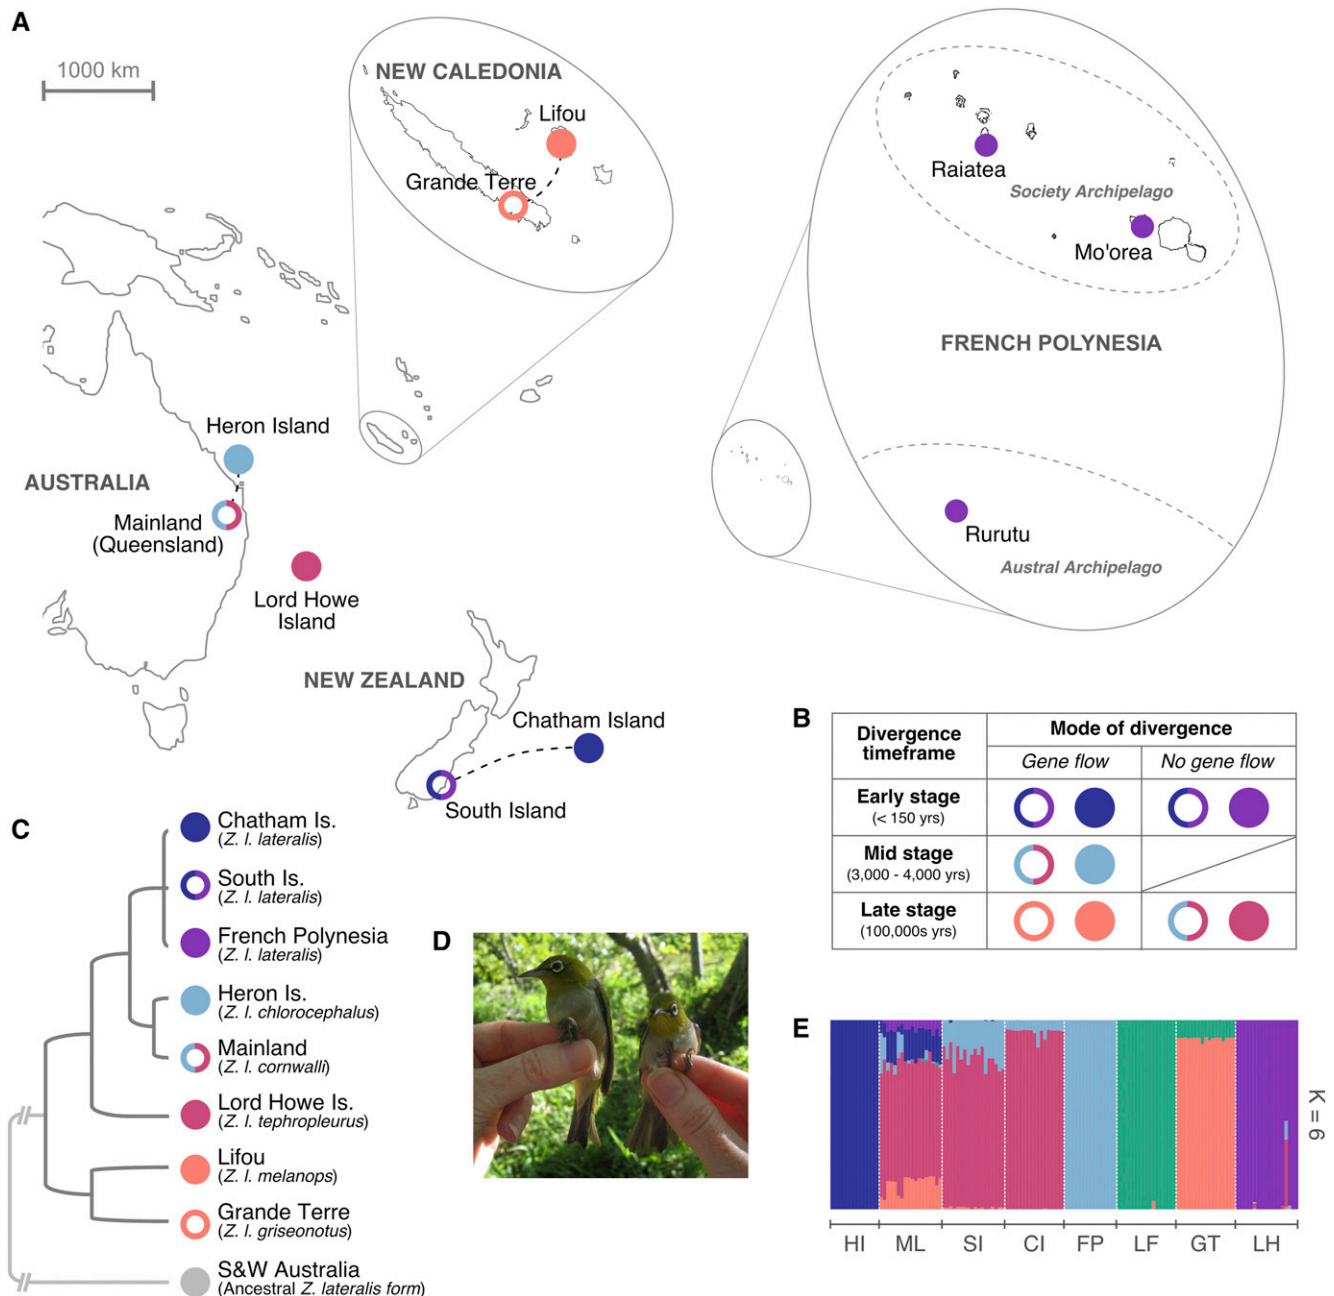 A
1000 km
NEW CALEDONIA
Lifou
Grande Terre
Raiatea
Society Archipelago
Mo'orea
FRENCH POLYNESIA
Rurutu
Austral Archipelago
Heron Island
AUSTRALIA
Mainland
(Queensland)
Lord Howe
Island
NEW ZEALAND
Chatham Island
South Island
B
Divergence
timeframe
Mode of divergence
Gene flow
No gene flow
Early stage
(< 150 yrs)
Mid stage
(3,000 - 4,000 yrs)
Late stage
(100,000s yrs)
C
Chatham Is.
(Z. l. lateralis)
South Is.
(Z. l. lateralis)
French Polynesia
(Z. l. lateralis)
Heron Is.
(Z. l. chlorocephalus)
Mainland
(Z. l. cornwalli)
Lord Howe Is.
(Z. l. tephropleurus)
Lifou
(Z. l. melanops)
Grande Terre
(Z. l. griseonotus)
S&W Australia
(Ancestral Z. lateralis form)
D
E
K = 6
HI ML SI CI FP LF GT LH